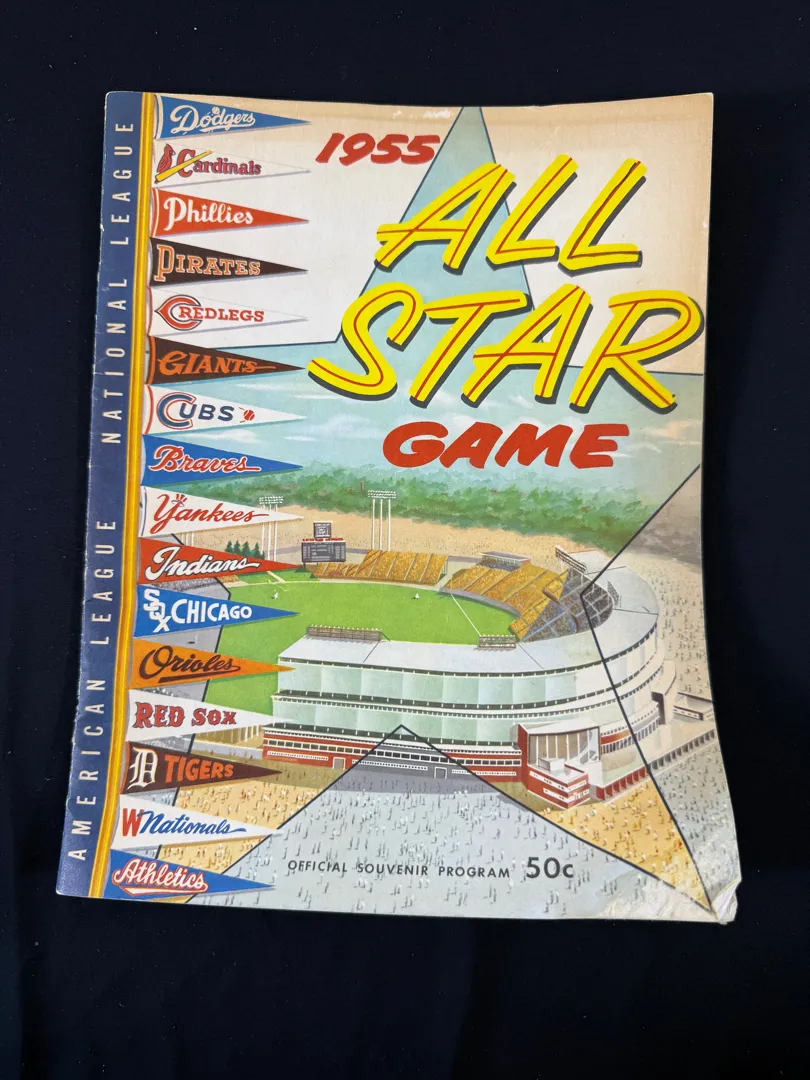 NATIONAL LEAGUE
AMERICAN LEAGUE
Dodgers
Cardinals
Phillies
PIRATES
C REDLEGS
GIANTS
CUBS
Braves
Yankees
Indians
SOX CHICAGO
Orioles
RED SOX
D TIGERS
W Nationals
Athletics
1955
ALL
STAR
GAME
OFFICIAL SOUVENIR PROGRAM 50c